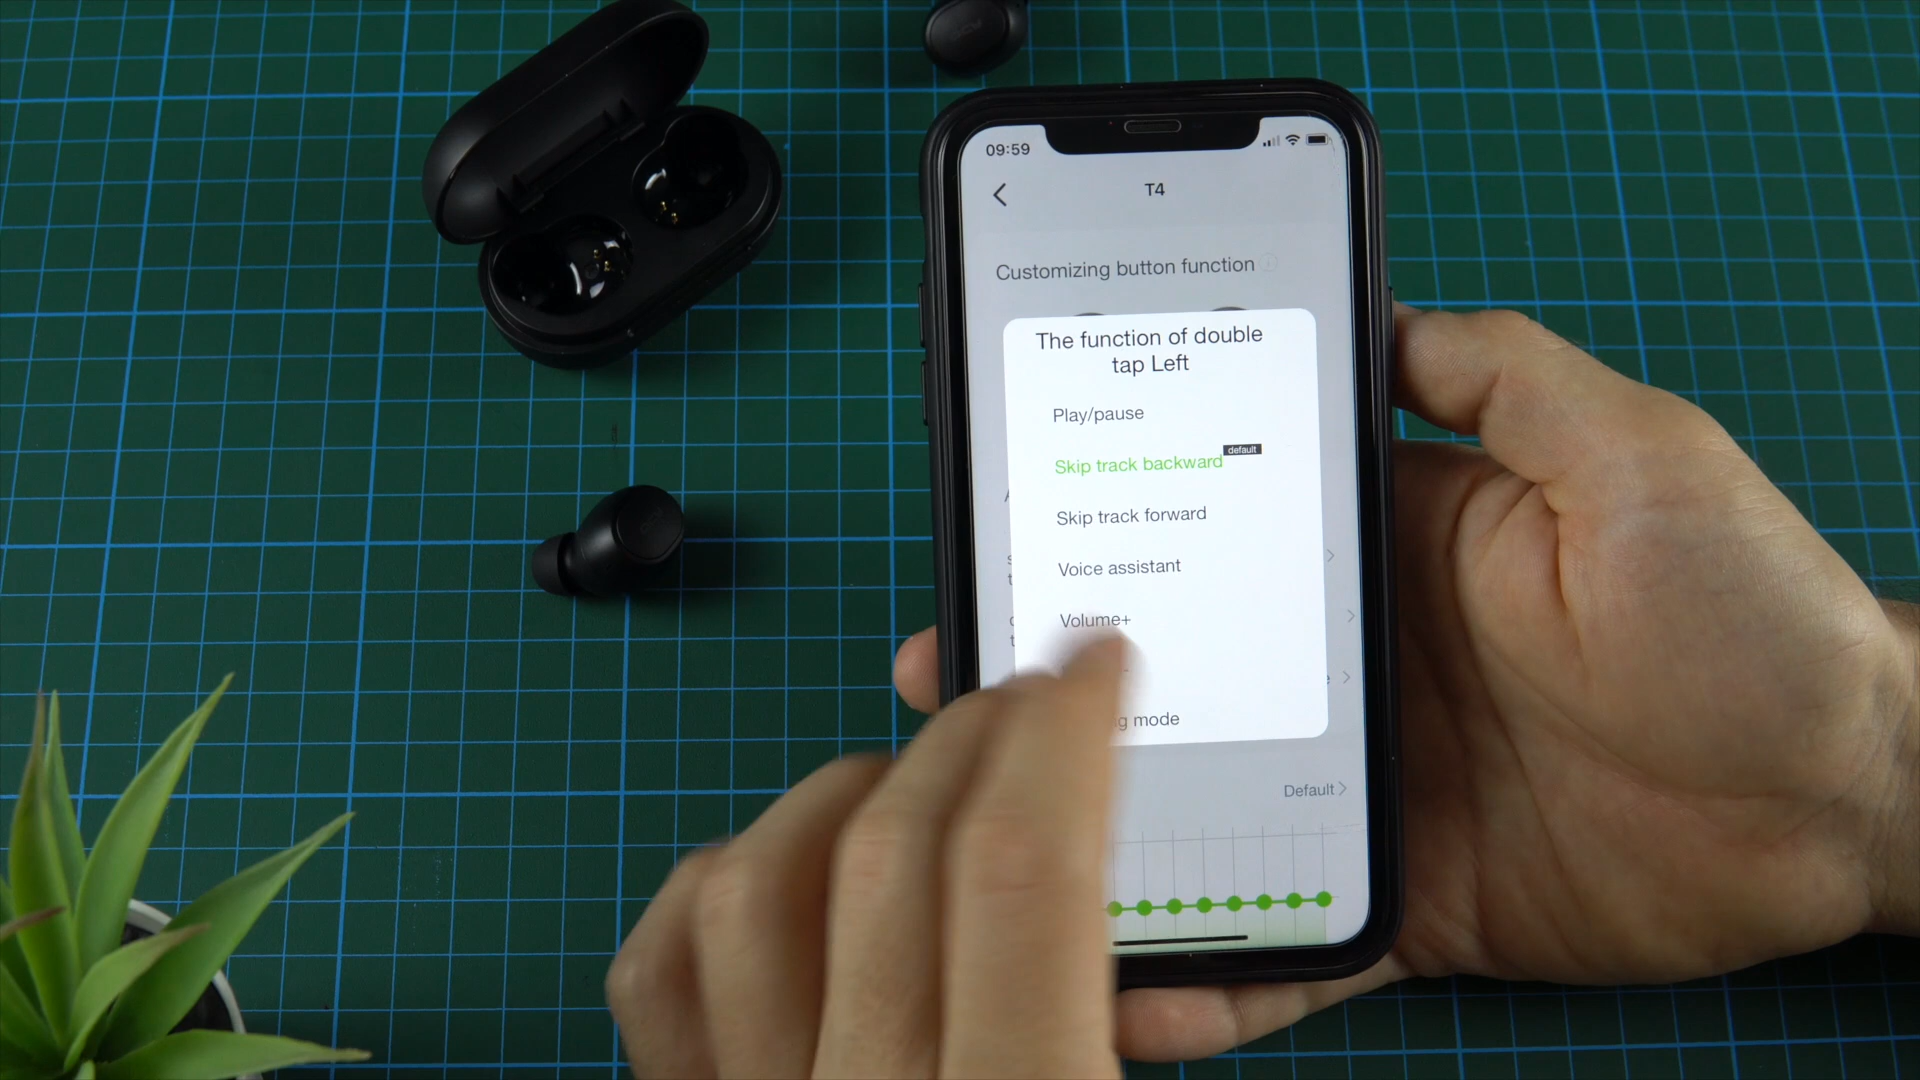 09:59
T4
Customizing button function
The function of double
tap Left
Play/pause
Skip track backward default
Skip track forward
Voice assistant
Volume+
mode
Default